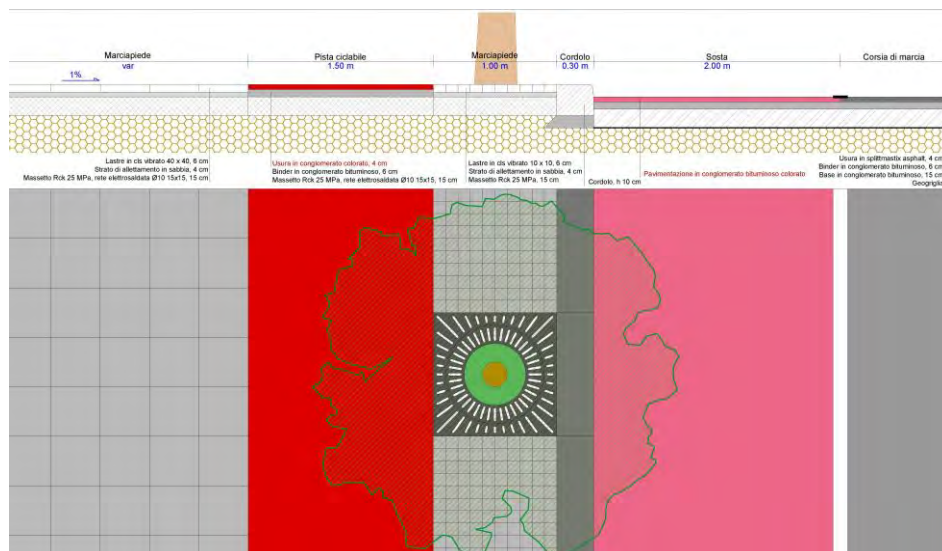 Marciapiede
var
Pista ciclabile
1.50 m
Marciapiede
1.00 m
Cordolo
0.30 m
Sosta
2.00 m
Corsia di marcia
1%
Lastre in cls vibrato 40 x 40, 6 cm
Strato di allettamento in sabbia, 4 cm
Massetto Rck 25 MPa, rete elettrosaldata Ø10 15x15, 15 cm
Usura in conglomerato colorato, 4 cm
Binder in conglomerato bituminoso, 6 cm
Massetto Rck 25 MPa, rete elettrosaldata Ø10 15x15, 15 cm
Lastre in cls vibrato 10 x 10, 6 cm
Strato di allettamento in sabbia, 4 cm
Massetto Rck 25 MPa, 15 cm
Cordolo, h 10 cm
Pavimentazione in conglomerato bituminoso colorato
Usura in splittmastix asphalt, 4 cm
Binder in conglomerato bituminoso, 6 cm
Base in conglomerato bituminoso, 15 cm
Geogriglia